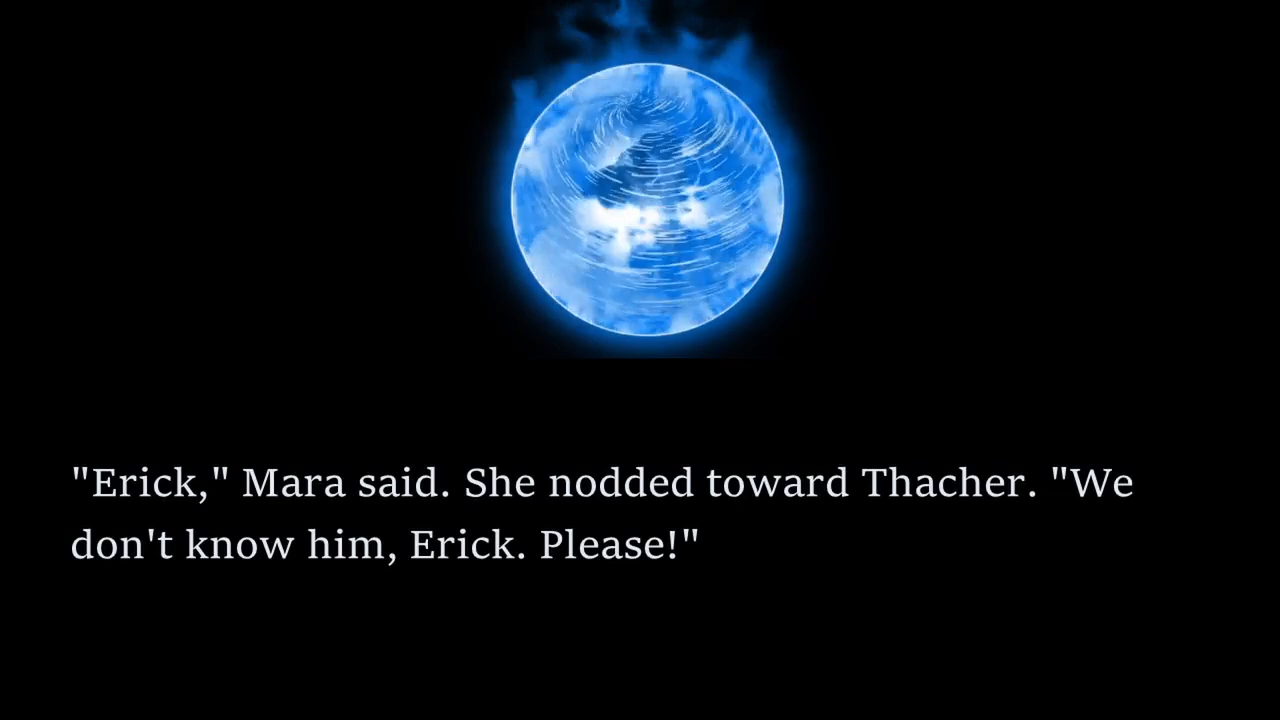 "Erick," Mara said. She nodded toward Thacher. "We
don't know him, Erick. Please!"